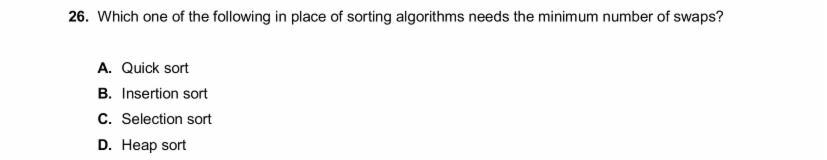 26. Which one of the following in place of sorting algorithms needs the minimum number of swaps?
A. Quick sort
B. Insertion sort
C. Selection sort
D. Heap sort